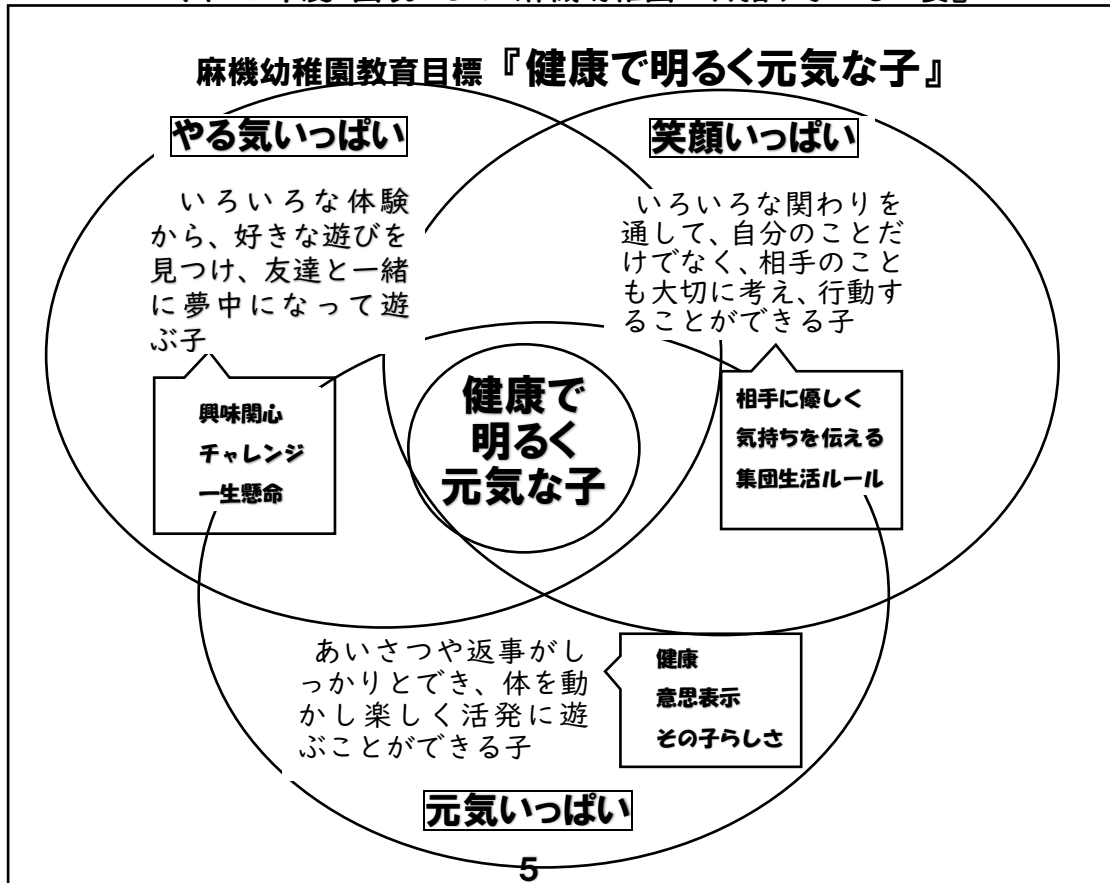 麻機幼稚園教育目標『健康で明るく元気な子』
やる気いっぱい
いろいろな体験
から、好きな遊びを
見つけ、友達と一緒
に夢中になって遊
ぶ子
興味関心
チャレンジ
一生懸命
笑顔いっぱい
いろいろな関わりを
通して、自分のことだ
けでなく、相手のこと
も大切に考え、行動す
ることができる子
相手に優しく
気持ちを伝える
集団生活ルール
健康で
明るく
元気な子
あいさつや返事がし
っかりとでき、体を動
かし楽しく活発に遊
ぶことができる子
健康
意思表示
その子らしさ
元気いっぱい
5